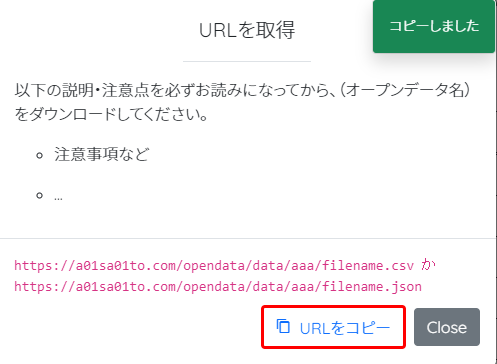 URLを取得
コピーしました
以下の説明・注意点を必ずお読みになってから、（オープンデータ名）
をダウンロードしてください。
注意事項など
...
https://a01sa01to.com/opendata/data/aaa/filename.csv か
https://a01sa01to.com/opendata/data/aaa/filename.json
URLをコピー
Close